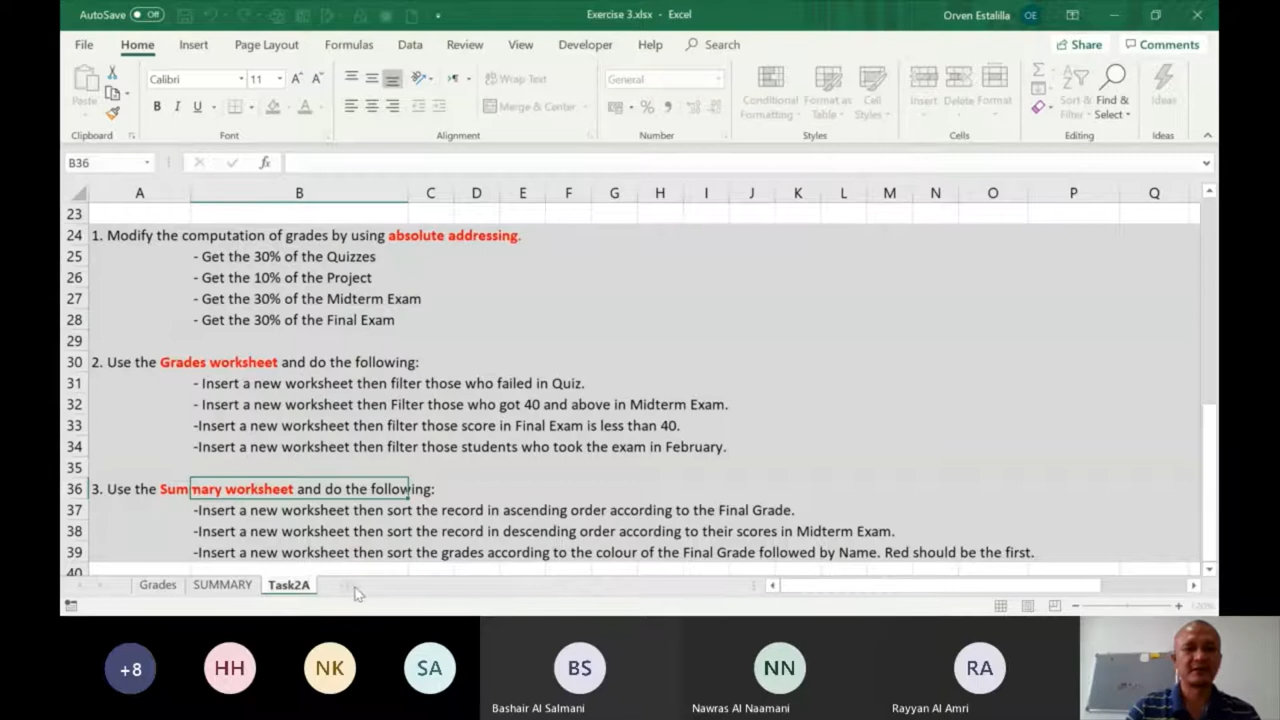 AutoSave Off Exercise 3.xlsx - Excel Orven Estalilla OE
File Home Insert Page Layout Formulas Data Review View Developer Help Search Share Comments
Calibri 11 A A Wrap Text General
Paste B I U Merge & Center % Conditional Formatting Format as Table Cell Styles Insert Delete Format Sort & Filter Find & Select Ideas
Clipboard Font Alignment Number Styles Cells Editing Ideas
B36 fx
A B C D E F G H I J K L M N O P Q
23
24 1. Modify the computation of grades by using absolute addressing.
25 - Get the 30% of the Quizzes
26 - Get the 10% of the Project
27 - Get the 30% of the Midterm Exam
28 - Get the 30% of the Final Exam
29
30 2. Use the Grades worksheet and do the following:
31 - Insert a new worksheet then filter those who failed in Quiz.
32 - Insert a new worksheet then Filter those who got 40 and above in Midterm Exam.
33 -Insert a new worksheet then filter those score in Final Exam is less than 40.
34 -Insert a new worksheet then filter those students who took the exam in February.
35
36 3. Use the Summary worksheet and do the following:
37 -Insert a new worksheet then sort the record in ascending order according to the Final Grade.
38 -Insert a new worksheet then sort the record in descending order according to their scores in Midterm Exam.
39 -Insert a new worksheet then sort the grades according to the colour of the Final Grade followed by Name. Red should be the first.
40
Grades SUMMARY Task2A
+8 HH NK SA BS NN RA
Bashair Al Salmani Nawras Al Naamani Rayyan Al Amri